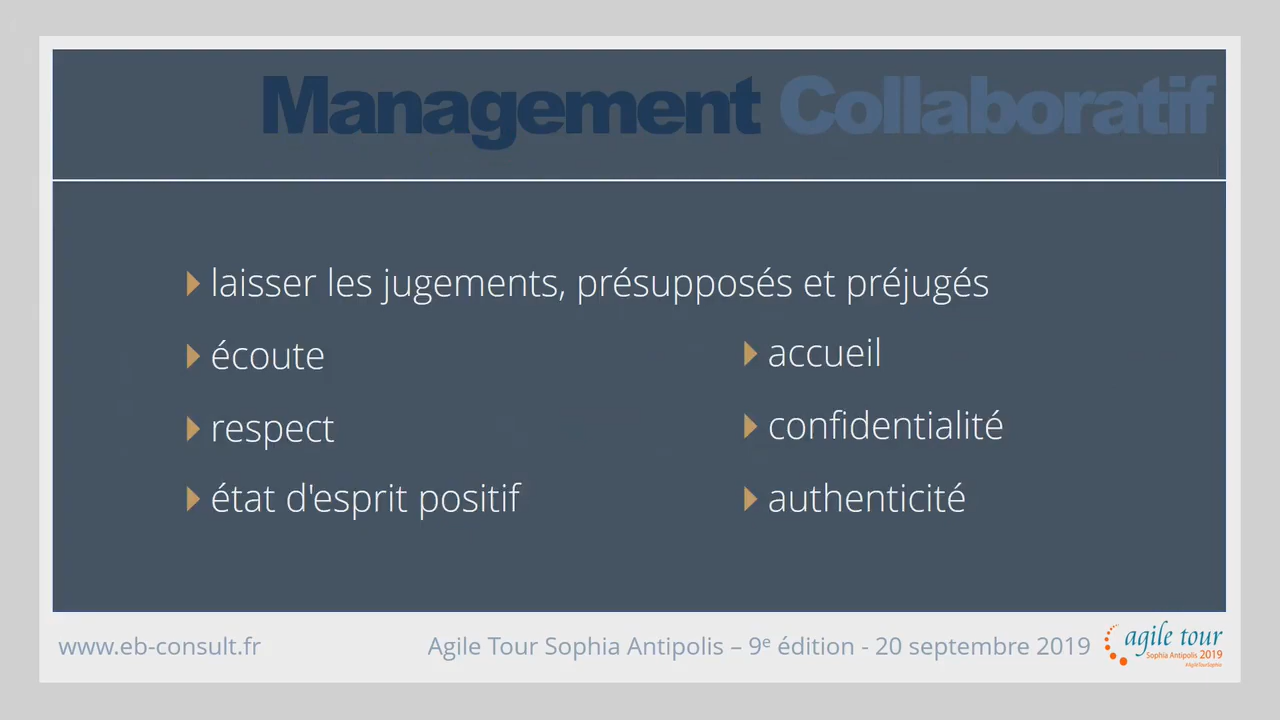 Management Collaboratif
laisser les jugements, présupposés et préjugés
écoute
respect
état d'esprit positif
accueil
confidentialité
authenticité
www.eb-consult.fr
Agile Tour Sophia Antipolis – 9e édition - 20 septembre 2019
agile tour
Sophia Antipolis 2019
#AgileTourSophia